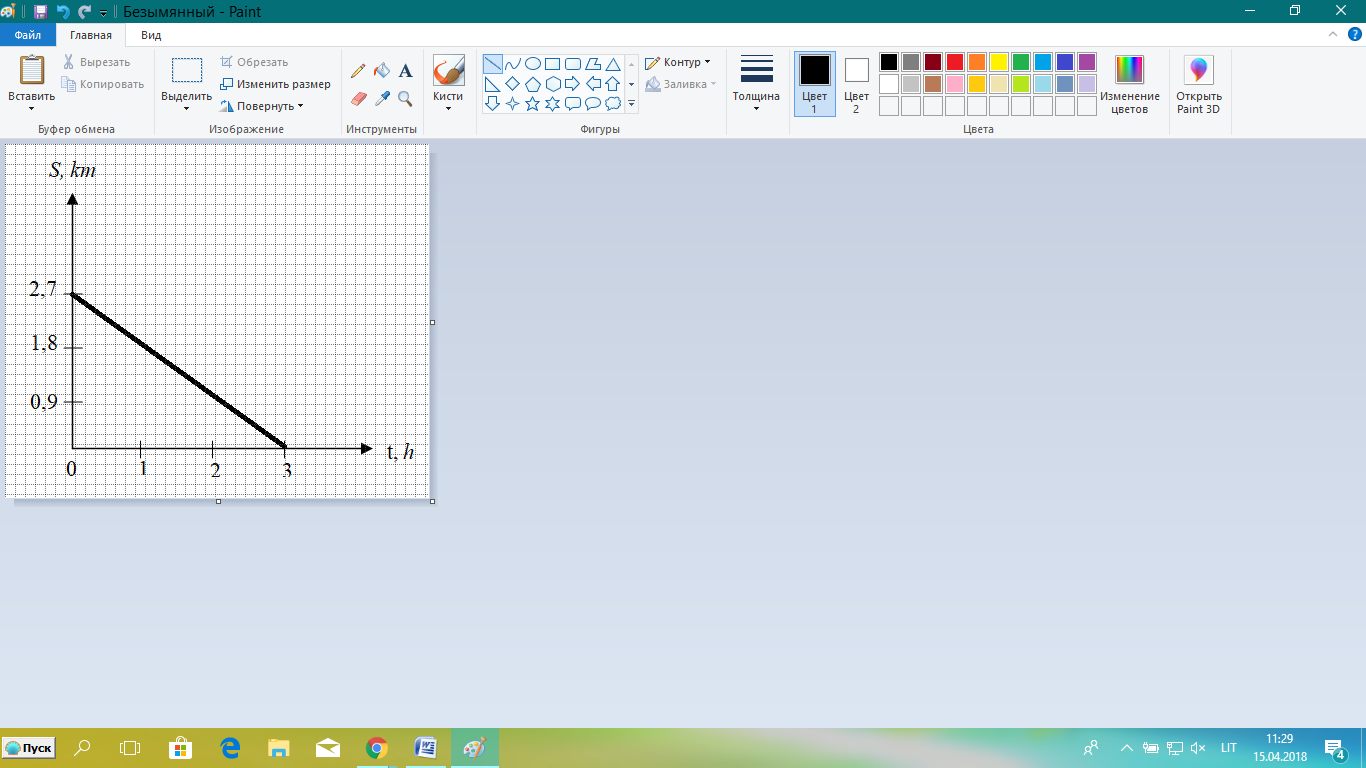 Безымянный - Paint
Файл Главная Вид
Вставить
Вырезать
Копировать
Буфер обмена
Выделить
Обрезать
Изменить размер
Повернуть
Изображение
A
Инструменты
Кисти
Контур
Заливка
Фигуры
Толщина
Цвет 1
Цвет 2
Изменение цветов
Цвета
Открыть Paint 3D
S, km
2,7
1,8
0,9
0 1 2 3
t, h
Пуск
LIT
11:29
15.04.2018
4